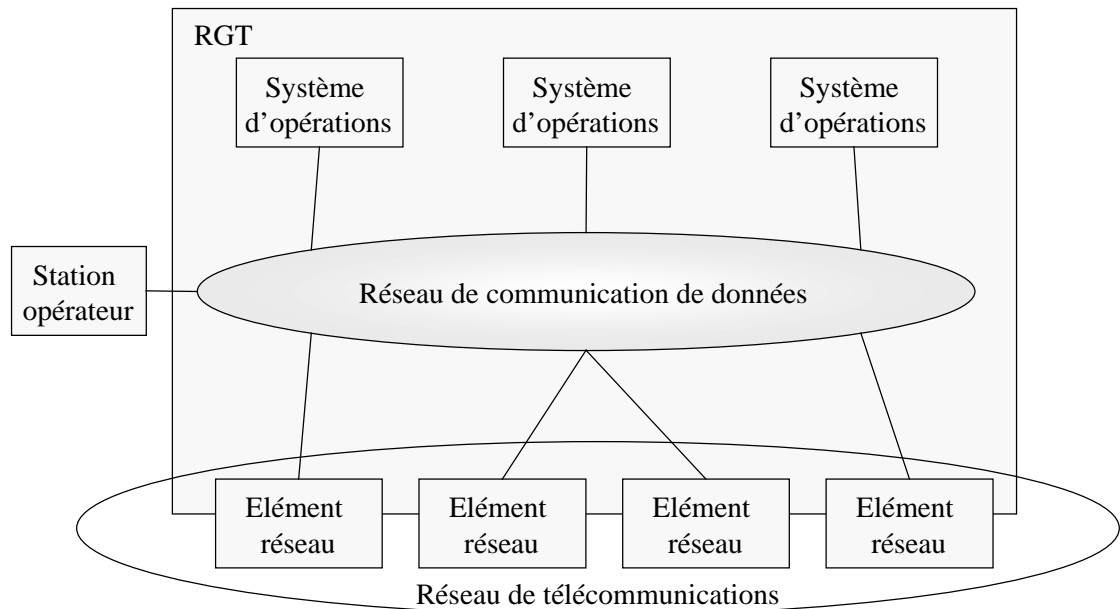 RGT
Système
d'opérations
Système
d'opérations
Système
d'opérations
Station
opérateur
Réseau de communication de données
Elément
réseau
Elément
réseau
Elément
réseau
Elément
réseau
Réseau de télécommunications